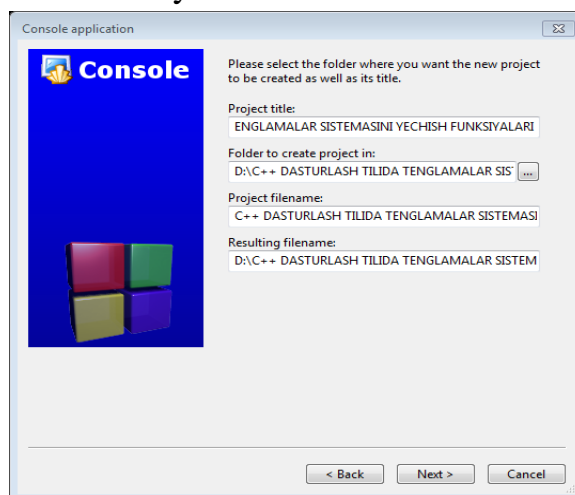 Console application
Console
Please select the folder where you want the new project
to be created as well as its title.
Project title:
ENGLAMALAR SISTEMASINI YECHISH FUNKSIYALARI
Folder to create project in:
D:\C++ DASTURLASH TILIDA TENGLAMALAR SIS
...
Project filename:
C++ DASTURLASH TILIDA TENGLAMALAR SISTEMASI
Resulting filename:
D:\C++ DASTURLASH TILIDA TENGLAMALAR SISTEM
< Back Next > Cancel